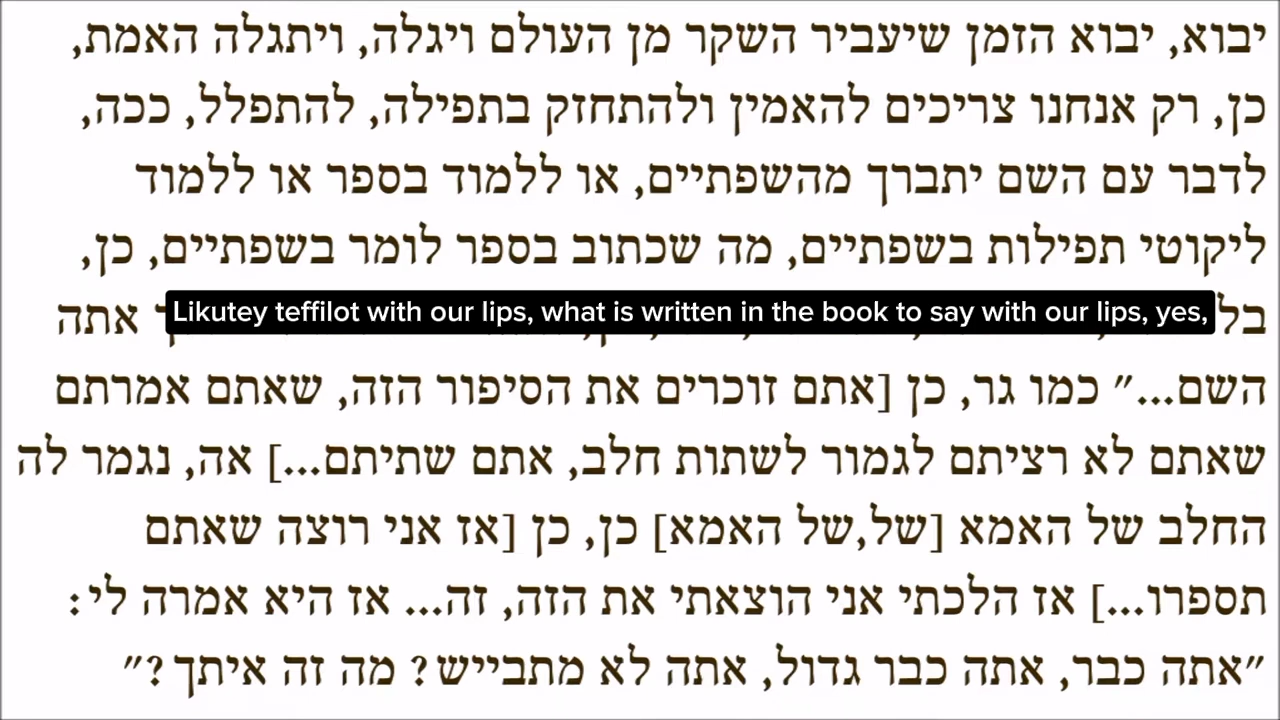 יבוא, יבוא הזמן שיעביר השקר מן העולם ויגלה, ויתגלה האמת,
כן, רק אנחנו צריכים להאמין ולהתחזק בתפילה, להתפלל, ככה,
לדבר עם השם יתברך מהשפתיים, או ללמוד בספר או ללמוד
ליקוטי תפילות בשפתיים, מה שכתוב בספר לומר בשפתיים, כן,
אתה
Likutey teffilot with our lips, what is written in the book to say with our lips, yes,
השם..." כמו גר, כן [אתם זוכרים את הסיפור הזה, שאתם אמרתם
שאתם לא רציתם לגמור לשתות חלב, אתם שתיתם...] אה, נגמר לה
החלב של האמא [של,של האמא] כן, כן [אז אני רוצה שאתם
תספרו...] אז הלכתי אני הוצאתי את הזה, זה... אז היא אמרה לי:
"אתה כבר, אתה כבר גדול, אתה לא מתבייש? מה זה איתך?"